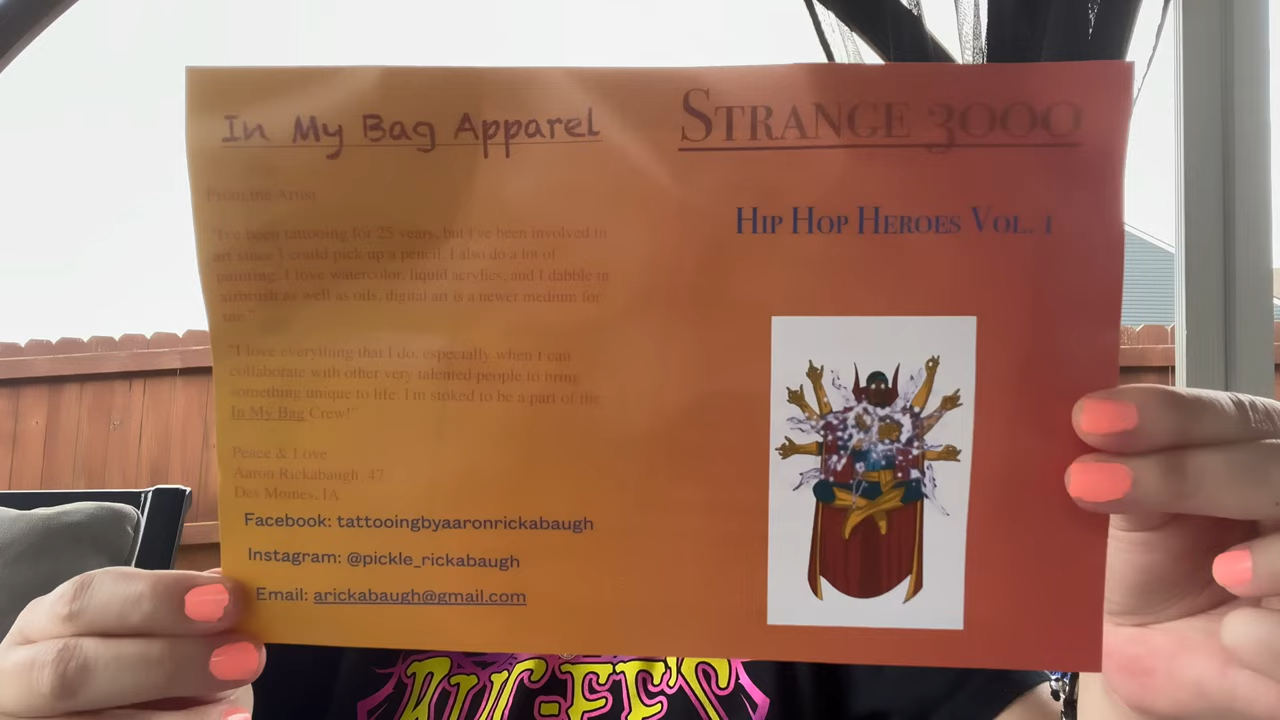 In My Bag Apparel
From the Artist
"I've been tattooing for 25 years, but I've been involved in
art since I could pick up a pencil. I also do a lot of
painting. I love watercolor, liquid acrylics, and I dabble in
airbrush as well as oils, digital art is a newer medium for
me."
"I love everything that I do, especially when I can
collaborate with other very talented people to bring
something unique to life. I'm stoked to be a part of the
In My Bag Crew!"
Peace & Love
Aaron Rickabaugh 47
Des Moines, IA
Facebook: tattooingbyaaronrickabaugh
Instagram: @pickle_rickabaugh
Email: arickabaugh@gmail.com
STRANGE 3000
HIP HOP HEROES VOL. 1
BUC-EE'S